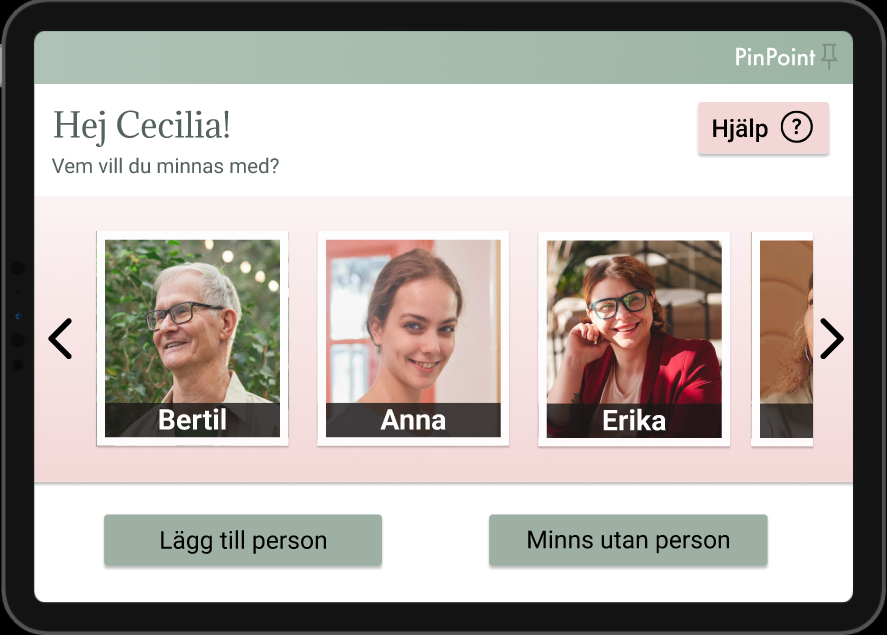 PinPoint
Hej Cecilia!
Hjälp ?
Vem vill du minnas med?
Bertil
Anna
Erika
Lägg till person
Minns utan person